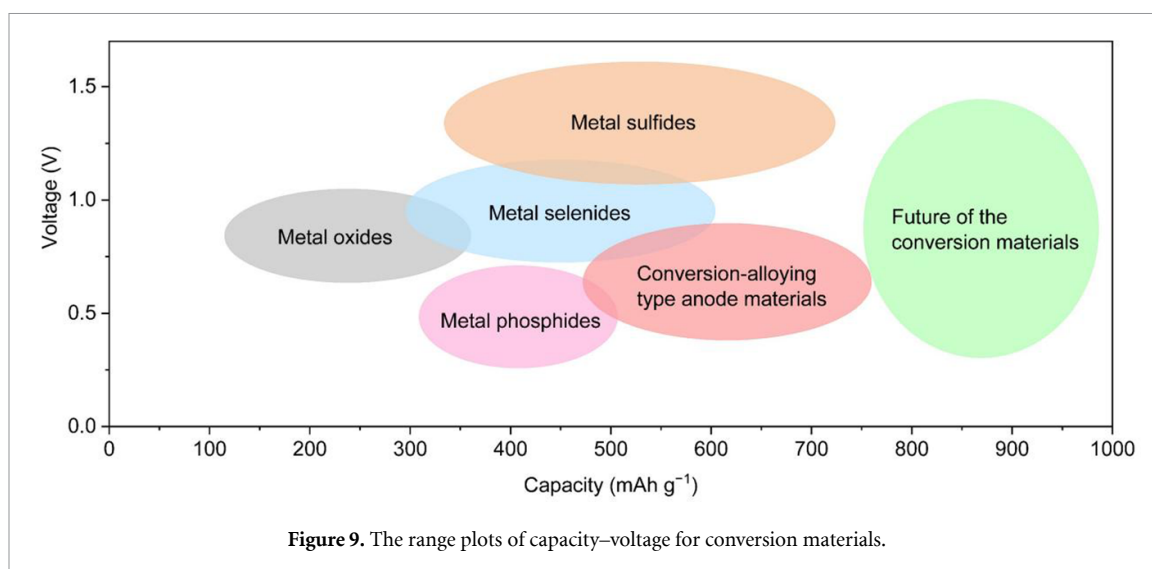 1.5
1.0
0.5
0.0
Voltage (V)
Metal sulfides
Metal selenides
Metal oxides
Future of the
conversion materials
Conversion-alloying
type anode materials
Metal phosphides
0 100 200 300 400 500 600 700 800 900 1000
Capacity (mAh g⁻¹)
Figure 9. The range plots of capacity–voltage for conversion materials.